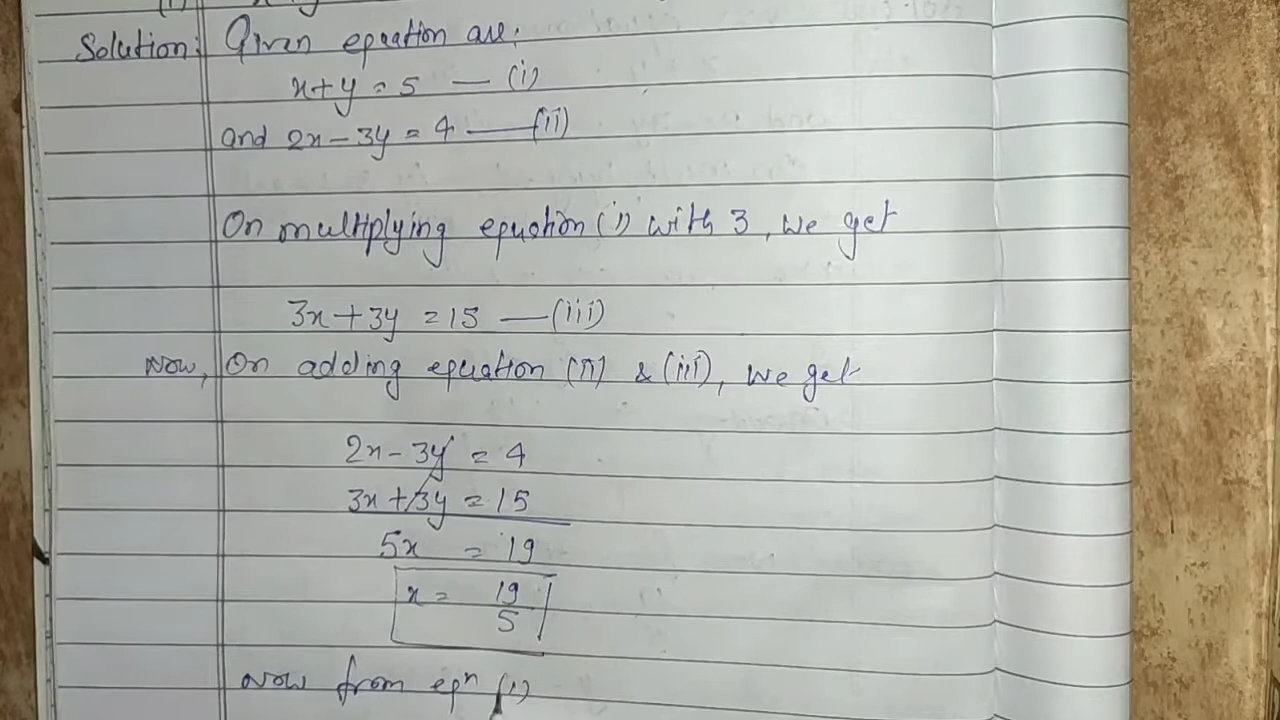 Solution: Given equation are.
x+y = 5 — (i)
and 2x - 3y = 4 — (ii)
On multiplying equation (i) with 3, we get
3x + 3y = 15 — (iii)
Now, On adding equation (ii) & (iii), we get
2x - 3y = 4
3x + 3y = 15
5x = 19
x = 19
5
Now from eqn (i)